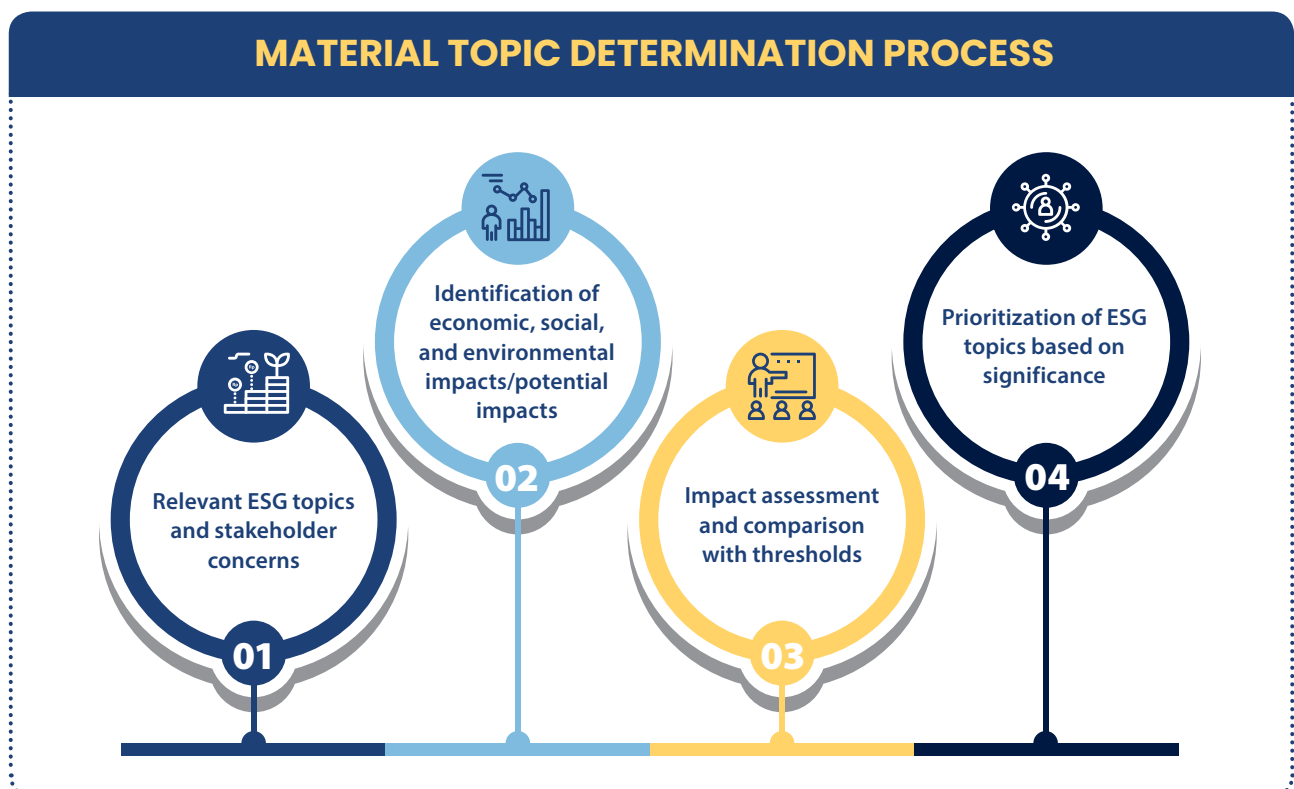 MATERIAL TOPIC DETERMINATION PROCESS
Relevant ESG topics
and stakeholder
concerns
01
Identification of
economic, social,
and environmental
impacts/potential
impacts
02
Impact assessment
and comparison
with thresholds
03
Prioritization of ESG
topics based on
significance
04